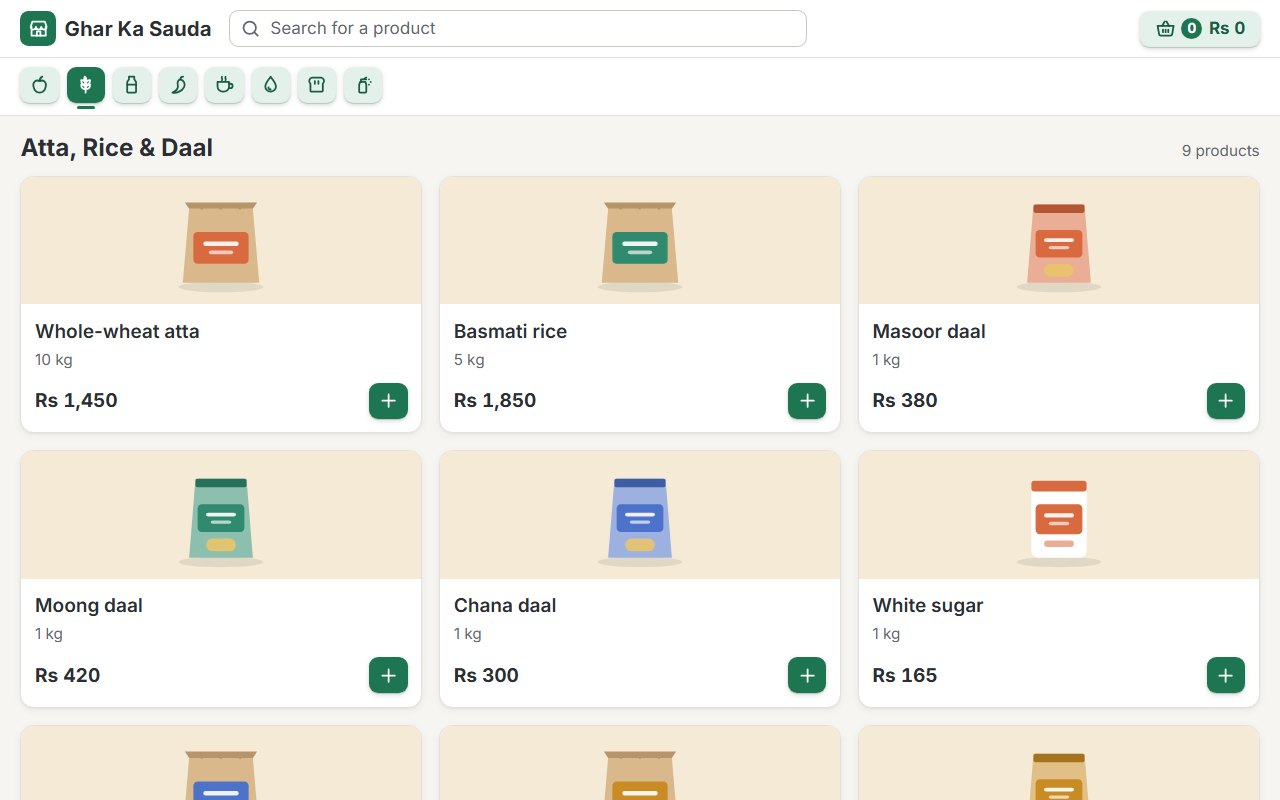 Ghar Ka Sauda
Search for a product
0 Rs 0
Atta, Rice & Daal
9 products
Whole-wheat atta
10 kg
Rs 1,450
Basmati rice
5 kg
Rs 1,850
Masoor daal
1 kg
Rs 380
Moong daal
1 kg
Rs 420
Chana daal
1 kg
Rs 300
White sugar
1 kg
Rs 165